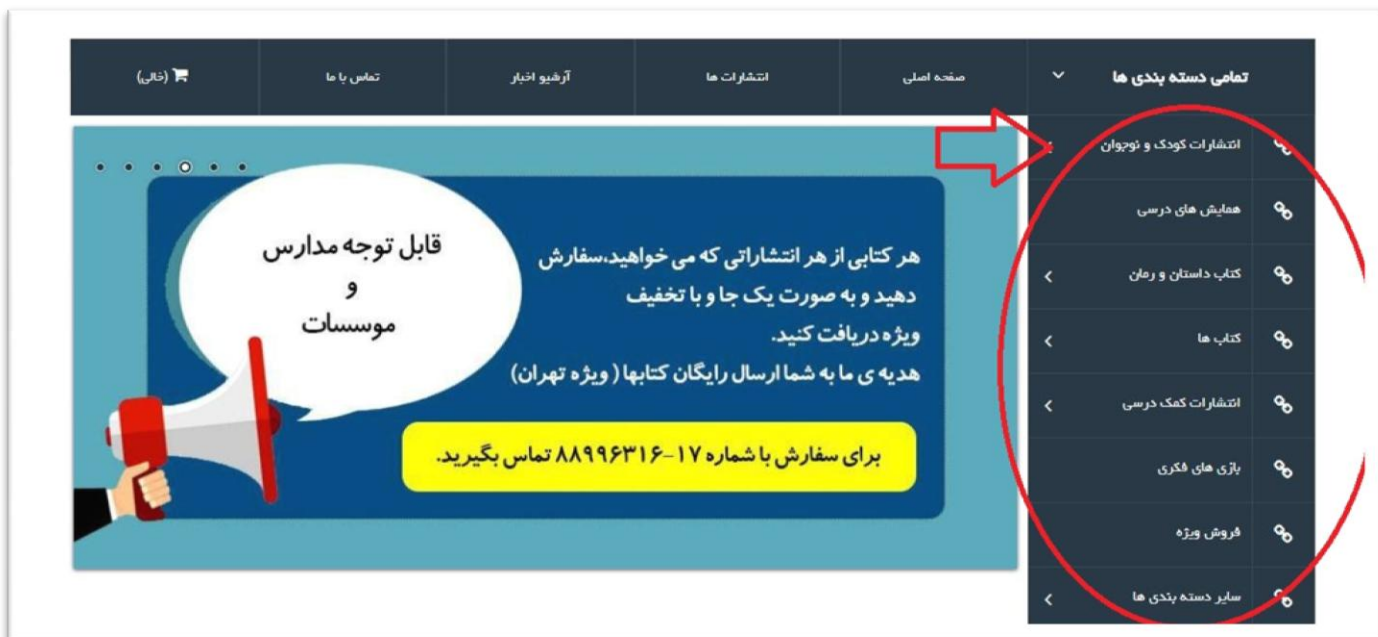 تمامی دسته بندی ها
صفحه اصلی
انتشارات ها
آرشیو اخبار
تماس با ما
(خالی)
انتشارات کودک و نوجوان
همایش های درسی
کتاب داستان و رمان
کتاب ها
انتشارات کمک درسی
بازی های فکری
فروش ویژه
سایر دسته بندی ها
هر کتابی از هر انتشاراتی که می خواهید،سفارش
دهید و به صورت یک جا و با تخفیف
ویژه دریافت کنید.
هدیه ی ما به شما ارسال رایگان کتابها ( ویژه تهران)
برای سفارش با شماره ۱۷-۸۸۹۹۶۳۱۶ تماس بگیرید.
قابل توجه مدارس
و
موسسات